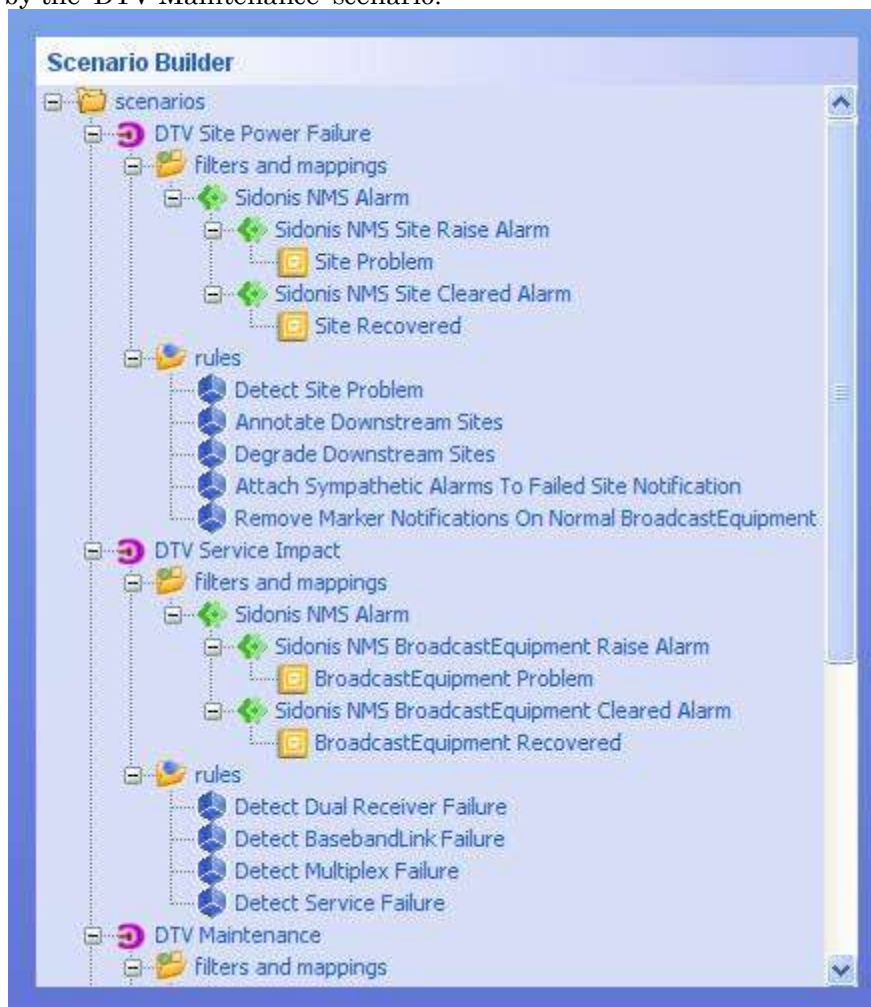 by the 'DTV Maintenance' scenario.
Scenario Builder
scenarios
DTV Site Power Failure
filters and mappings
Sidonis NMS Alarm
Sidonis NMS Site Raise Alarm
Site Problem
Sidonis NMS Site Cleared Alarm
Site Recovered
rules
Detect Site Problem
Annotate Downstream Sites
Degrade Downstream Sites
Attach Sympathetic Alarms To Failed Site Notification
Remove Marker Notifications On Normal BroadcastEquipment
DTV Service Impact
filters and mappings
Sidonis NMS Alarm
Sidonis NMS BroadcastEquipment Raise Alarm
BroadcastEquipment Problem
Sidonis NMS BroadcastEquipment Cleared Alarm
BroadcastEquipment Recovered
rules
Detect Dual Receiver Failure
Detect BasebandLink Failure
Detect Multiplex Failure
Detect Service Failure
DTV Maintenance
filters and mappings